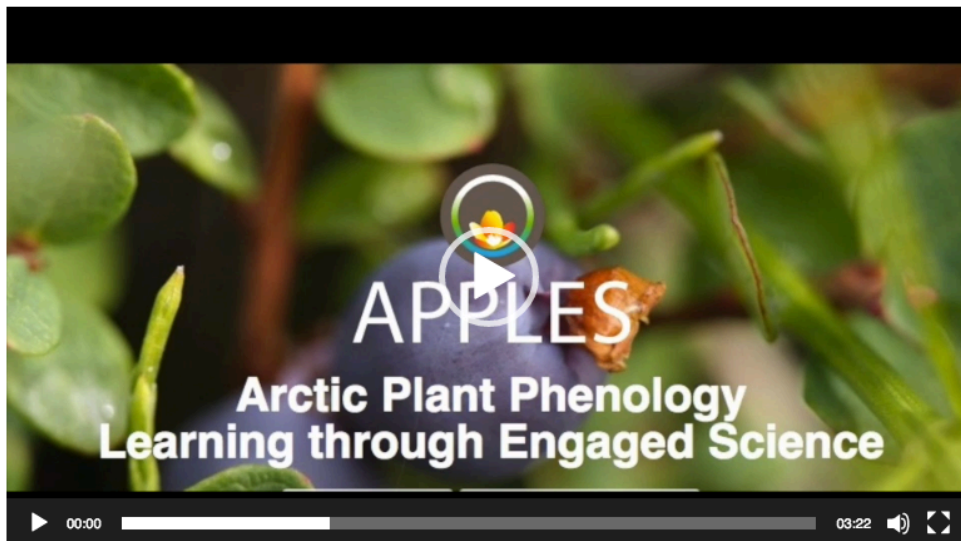 APPLES
Arctic Plant Phenology
Learning through Engaged Science
00:00
03:22